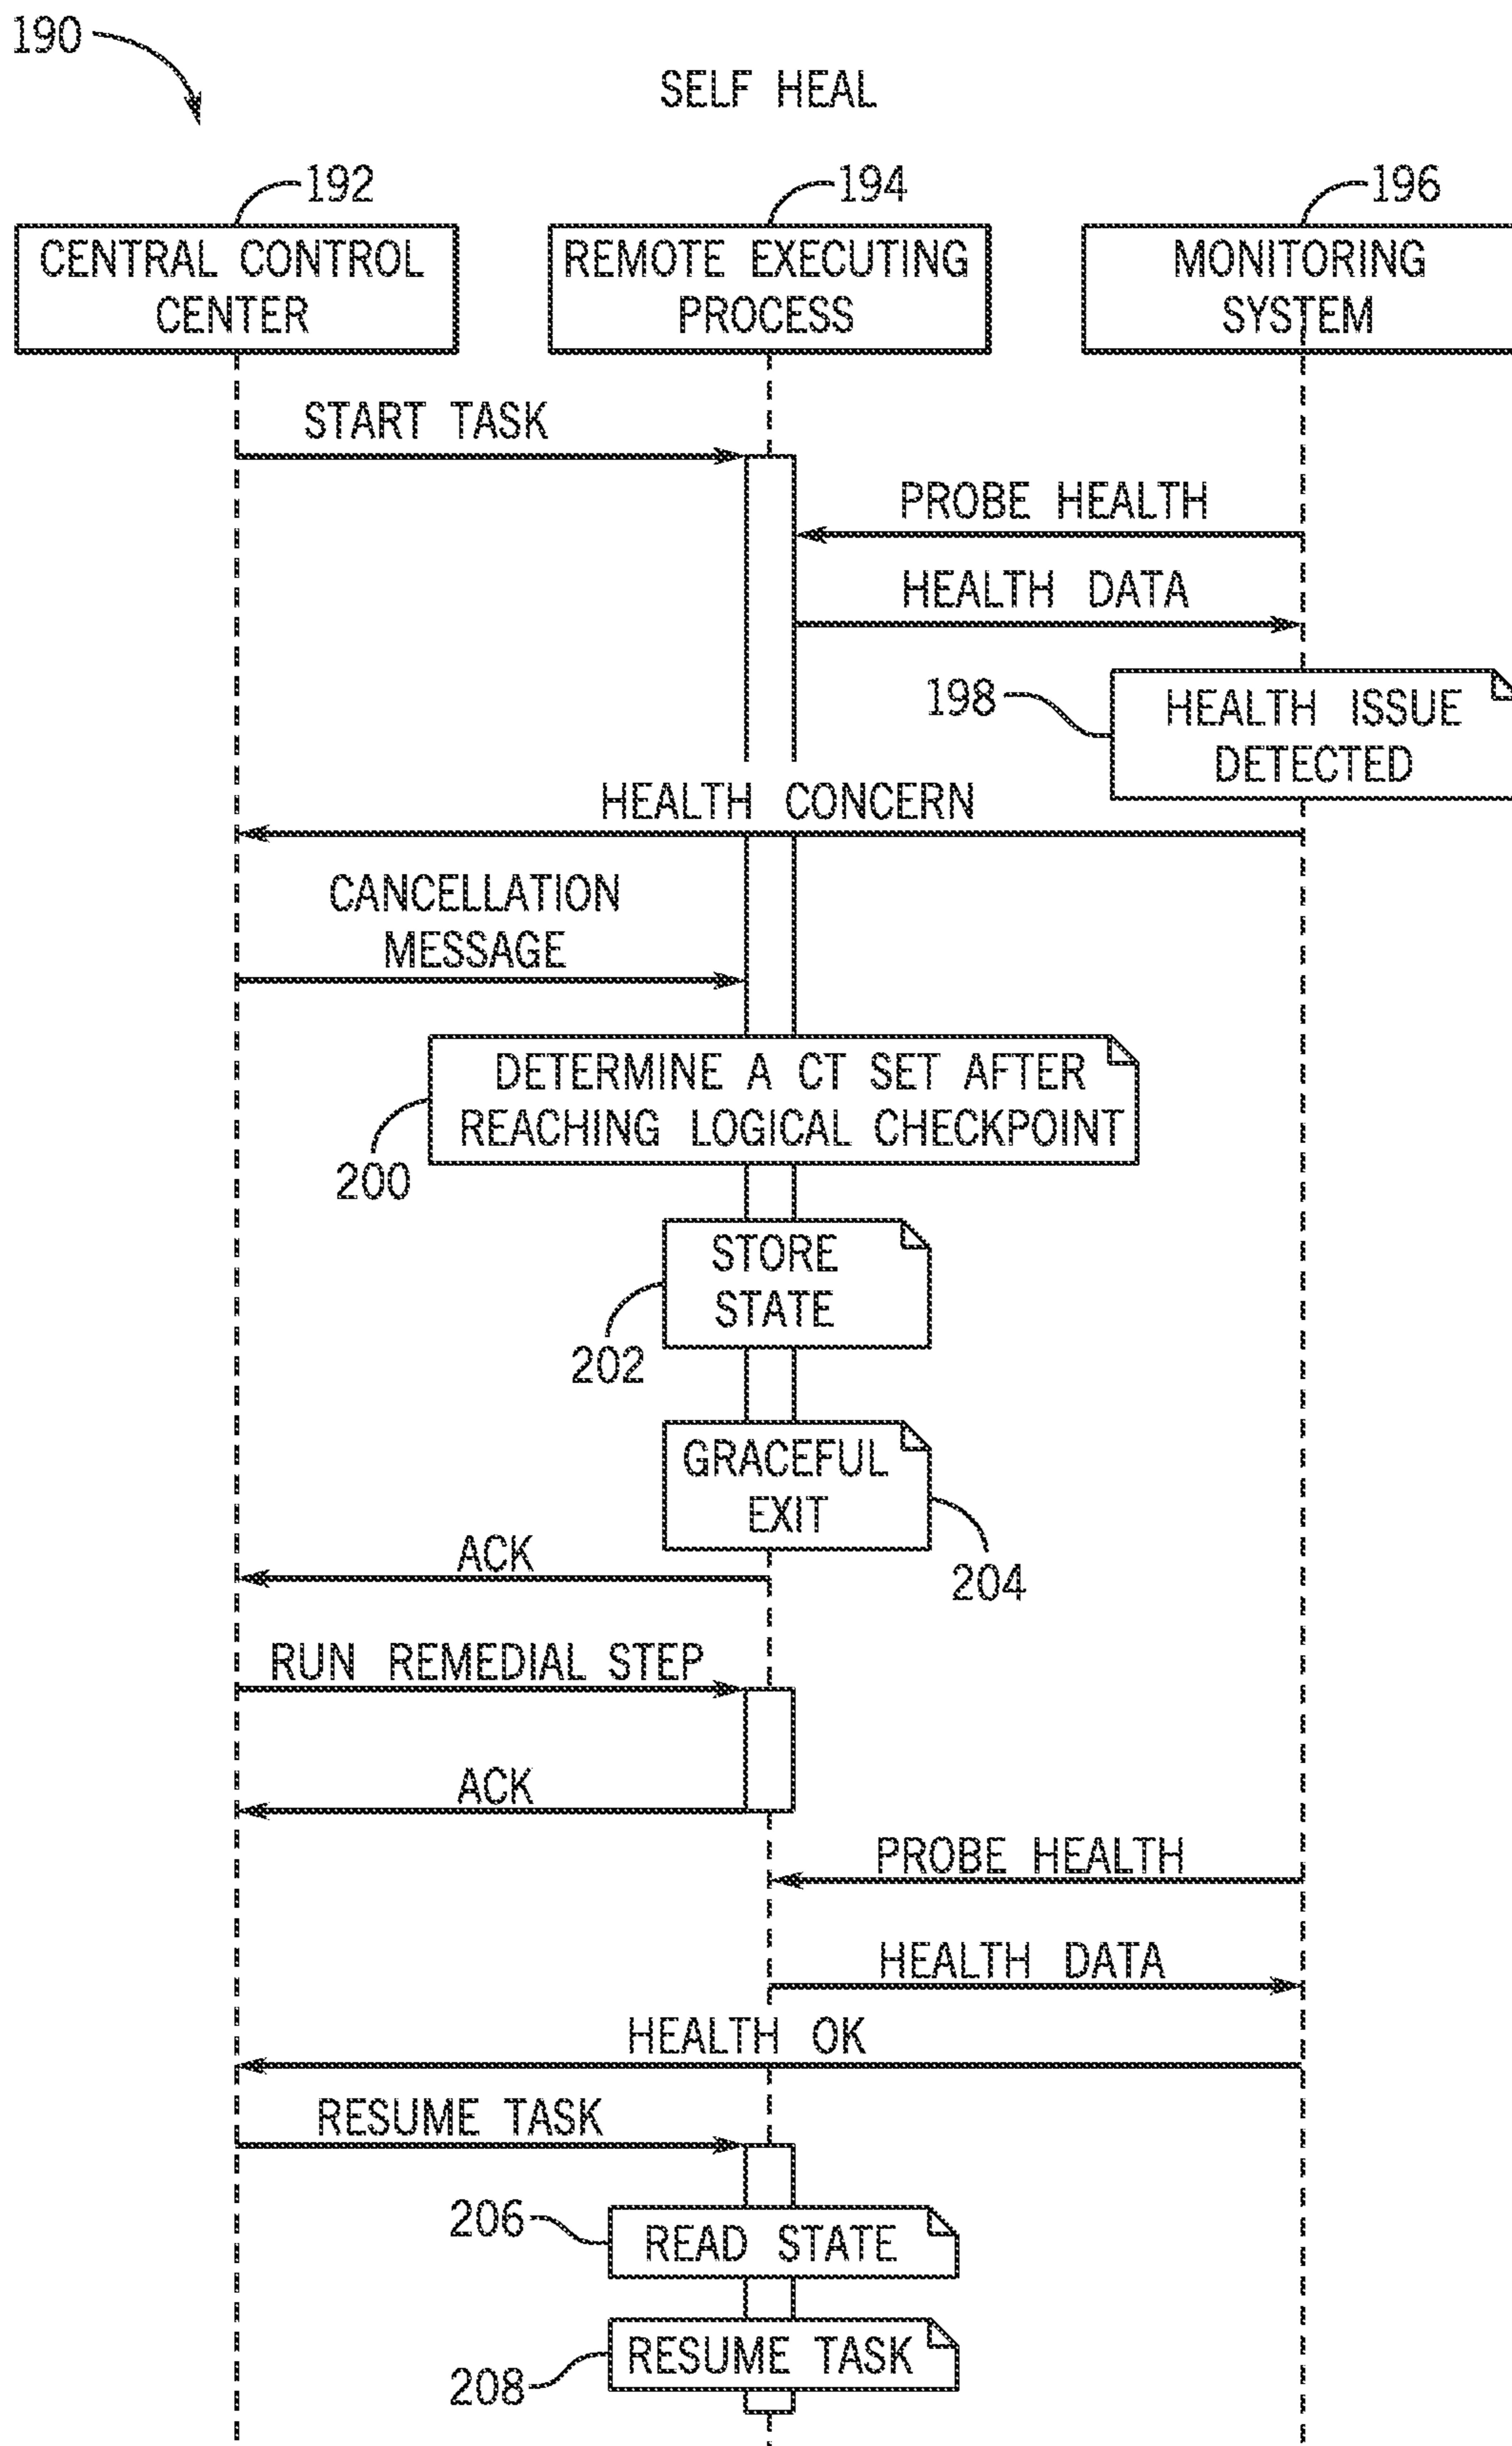 190
SELF HEAL
192
194
196
CENTRAL CONTROL
CENTER
REMOTE EXECUTING
PROCESS
MONITORING
SYSTEM
START TASK
PROBE HEALTH
HEALTH DATA
198
HEALTH ISSUE
DETECTED
HEALTH CONCERN
CANCELLATION
MESSAGE
DETERMINE A CT SET AFTER
REACHING LOGICAL CHECKPOINT
200
STORE
STATE
202
GRACEFUL
EXIT
204
ACK
RUN REMEDIAL STEP
ACK
PROBE HEALTH
HEALTH DATA
HEALTH OK
RESUME TASK
206
READ STATE
RESUME TASK
208